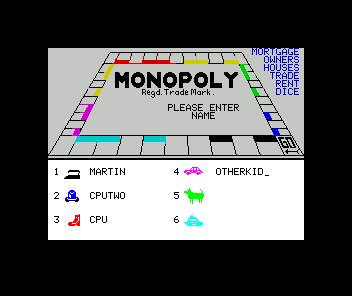 MORTGAGE
OWNERS
HOUSES
TRADE
RENT
DICE
MONOPOLY
Regd. Trade Mark.
PLEASE ENTER
NAME
GO
1 MARTIN
2 CPUTWO
3 CPU
4 OTHERKID_
5
6